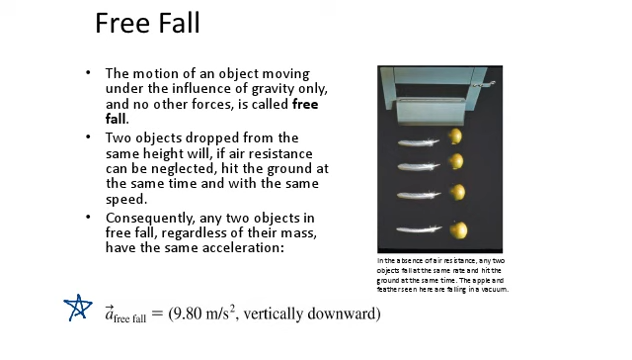 Free Fall
• The motion of an object moving
under the influence of gravity only,
and no other forces, is called free
fall.
• Two objects dropped from the
same height will, if air resistance
can be neglected, hit the ground at
the same time and with the same
speed.
• Consequently, any two objects in
free fall, regardless of their mass,
have the same acceleration:
In the absence of air resistance, any two
objects fall at the same rate and hit the
ground at the same time. The apple and
feather seen here are falling in a vacuum.
a⃗ free fall = (9.80 m/s², vertically downward)